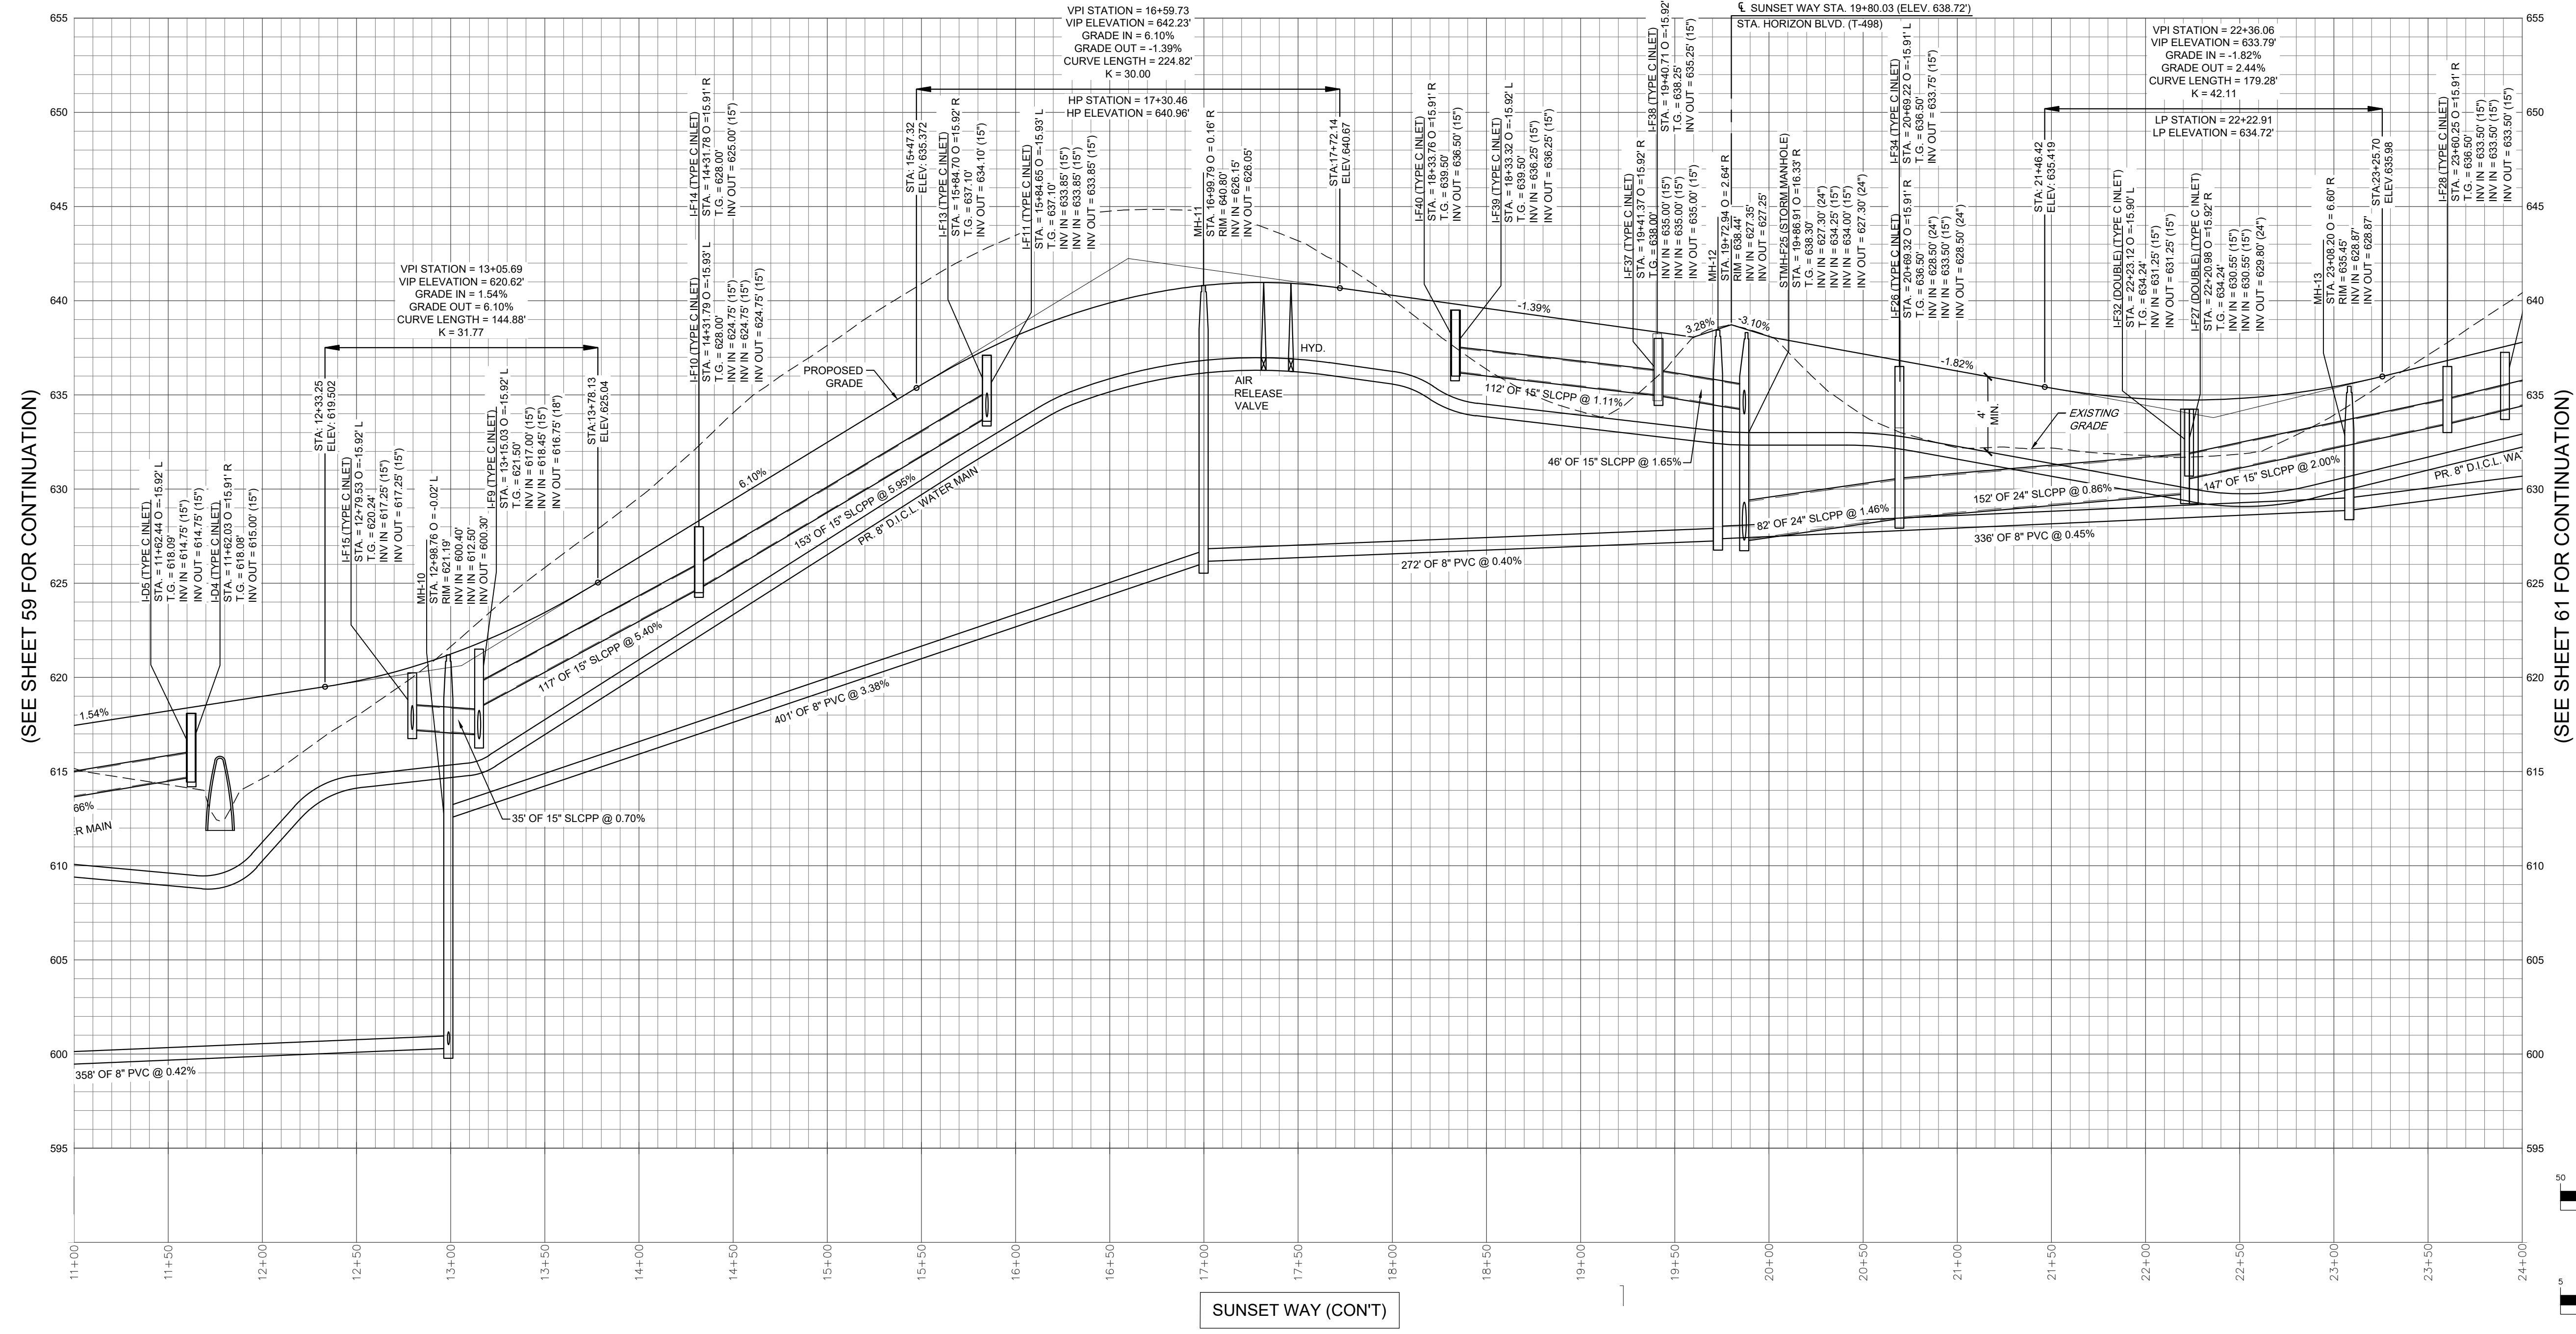 655
650
645
640
635
630
625
620
615
610
605
600
595
(SEE SHEET 59 FOR CONTINUATION)
VPI STATION = 13+05.69
VIP ELEVATION = 620.62'
GRADE IN = 1.54%
GRADE OUT = 6.10%
CURVE LENGTH = 144.88'
K = 31.77
STA: 12+33.25
ELEV: 619.502
STA:13+78.13
ELEV:625.04
I-D5 (TYPE C INLET)
STA. = 11+62.44 O =-15.92' L
T.G. = 618.09'
INV IN = 614.75' (15")
INV OUT = 614.75' (15")
I-D4 (TYPE C INLET)
STA. = 11+62.03 O =15.91' R
T.G. = 618.08'
INV OUT = 615.00' (15")
I-F15 (TYPE C INLET)
STA. = 12+79.53 O =-15.92' L
T.G. = 620.24'
INV IN = 617.25' (15")
INV OUT = 617.25' (15")
MH-10
STA. 12+98.76 O = -0.02' L
RIM = 621.19'
INV IN = 600.40'
INV IN = 612.50'
INV OUT = 600.30'
I-F9 (TYPE C INLET)
STA. = 13+15.03 O =-15.92' L
T.G. = 621.50'
INV IN = 617.00' (15")
INV IN = 618.45' (15")
INV OUT = 616.75' (18")
I-F14 (TYPE C INLET)
STA. = 14+31.78 O =15.91' R
T.G. = 628.00'
INV OUT = 625.00' (15")
I-F10 (TYPE C INLET)
STA. = 14+31.79 O =-15.93' L
T.G. = 628.00'
INV IN = 624.75' (15")
INV IN = 624.75' (15")
INV OUT = 624.75' (15")
VPI STATION = 16+59.73
VIP ELEVATION = 642.23'
GRADE IN = 6.10%
GRADE OUT = -1.39%
CURVE LENGTH = 224.82'
K = 30.00
HP STATION = 17+30.46
HP ELEVATION = 640.96'
STA: 15+47.32
ELEV: 635.372
STA:17+72.14
ELEV:640.67
I-F13 (TYPE C INLET)
STA. = 15+84.70 O =15.92' R
T.G. = 637.10'
INV OUT = 634.10' (15")
I-F11 (TYPE C INLET)
STA. = 15+84.65 O =-15.93' L
T.G. = 637.10'
INV IN = 633.85' (15")
INV IN = 633.85' (15")
INV OUT = 633.85' (15")
MH-11
STA. 16+99.79 O = 0.16' R
RIM = 640.80'
INV IN = 626.15'
INV OUT = 626.05'
I-F40 (TYPE C INLET)
STA. = 18+33.76 O =15.91' R
T.G. = 639.50'
INV OUT = 636.50' (15")
I-F39 (TYPE C INLET)
STA. = 18+33.32 O =-15.92' L
T.G. = 639.50'
INV IN = 636.25' (15")
INV OUT = 636.25' (15")
I-F38 (TYPE C INLET)
STA. = 19+40.71 O =-15.92'
T.G. = 638.25'
INV OUT = 635.25' (15")
I-F37 (TYPE C INLET)
STA. = 19+41.37 O =15.92' R
T.G. = 638.00'
INV IN = 635.00' (15")
INV IN = 635.00' (15")
INV OUT = 635.00' (15")
℄ SUNSET WAY STA. 19+80.03 (ELEV. 638.72')
STA. HORIZON BLVD. (T-498)
MH-12
STA. 19+72.94 O = 2.64' R
RIM = 638.44'
INV IN = 627.35'
INV OUT = 627.25'
STMH-F25 (STORM MANHOLE)
STA. = 19+86.91 O =16.33' R
T.G. = 638.30'
INV IN = 627.30' (24")
INV IN = 634.25' (15")
INV IN = 634.00' (15")
INV OUT = 627.30' (24")
I-F34 (TYPE C INLET)
STA. = 20+69.22 O =-15.91' L
T.G. = 636.50'
INV OUT = 633.75' (15")
I-F26 (TYPE C INLET)
STA. = 20+69.32 O =15.91' R
T.G. = 636.50'
INV IN = 628.50' (24")
INV IN = 633.50' (15")
INV OUT = 628.50' (24")
VPI STATION = 22+36.06
VIP ELEVATION = 633.79'
GRADE IN = -1.82%
GRADE OUT = 2.44%
CURVE LENGTH = 179.28'
K = 42.11
LP STATION = 22+22.91
LP ELEVATION = 634.72'
STA: 21+46.42
ELEV: 635.419
STA:23+25.70
ELEV:635.98
I-F32 (DOUBLE) (TYPE C INLET)
STA. = 22+23.12 O =-15.90' L
T.G. = 634.24'
INV IN = 631.25' (15")
INV OUT = 631.25' (15")
I-F27 (DOUBLE) (TYPE C INLET)
STA. = 22+20.98 O =15.92' R
T.G. = 634.24'
INV IN = 630.55' (15")
INV IN = 630.55' (15")
INV OUT = 629.80' (24")
MH-13
STA. 23+08.20 O = 6.60' R
RIM = 635.45'
INV IN = 628.87'
INV OUT = 628.87'
I-F28 (TYPE C INLET)
STA. = 23+60.25 O =15.91' R
T.G. = 636.50'
INV IN = 633.50' (15")
INV IN = 633.50' (15")
INV OUT = 633.50' (15")
1.54%
66%
R MAIN
PROPOSED
GRADE
6.10%
153' OF 15" SLCPP @ 5.95%
PR. 8" D.I.C.L. WATER MAIN
117' OF 15" SLCPP @ 5.40%
401' OF 8" PVC @ 3.38%
35' OF 15" SLCPP @ 0.70%
358' OF 8" PVC @ 0.42%
HYD.
AIR
RELEASE
VALVE
-1.39%
3.28%
-3.10%
-1.82%
112' OF 15" SLCPP @ 1.11%
46' OF 15" SLCPP @ 1.65%
4'
MIN.
EXISTING
GRADE
272' OF 8" PVC @ 0.40%
82' OF 24" SLCPP @ 1.46%
152' OF 24" SLCPP @ 0.86%
336' OF 8" PVC @ 0.45%
147' OF 15" SLCPP @ 2.00%
PR. 8" D.I.C.L. WA
655
650
645
640
635
630
625
620
615
610
605
600
595
(SEE SHEET 61 FOR CONTINUATION)
50
5
11+00
11+50
12+00
12+50
13+00
13+50
14+00
14+50
15+00
15+50
16+00
16+50
17+00
17+50
18+00
18+50
19+00
19+50
20+00
20+50
21+00
21+50
22+00
22+50
23+00
23+50
24+00
SUNSET WAY (CON'T)